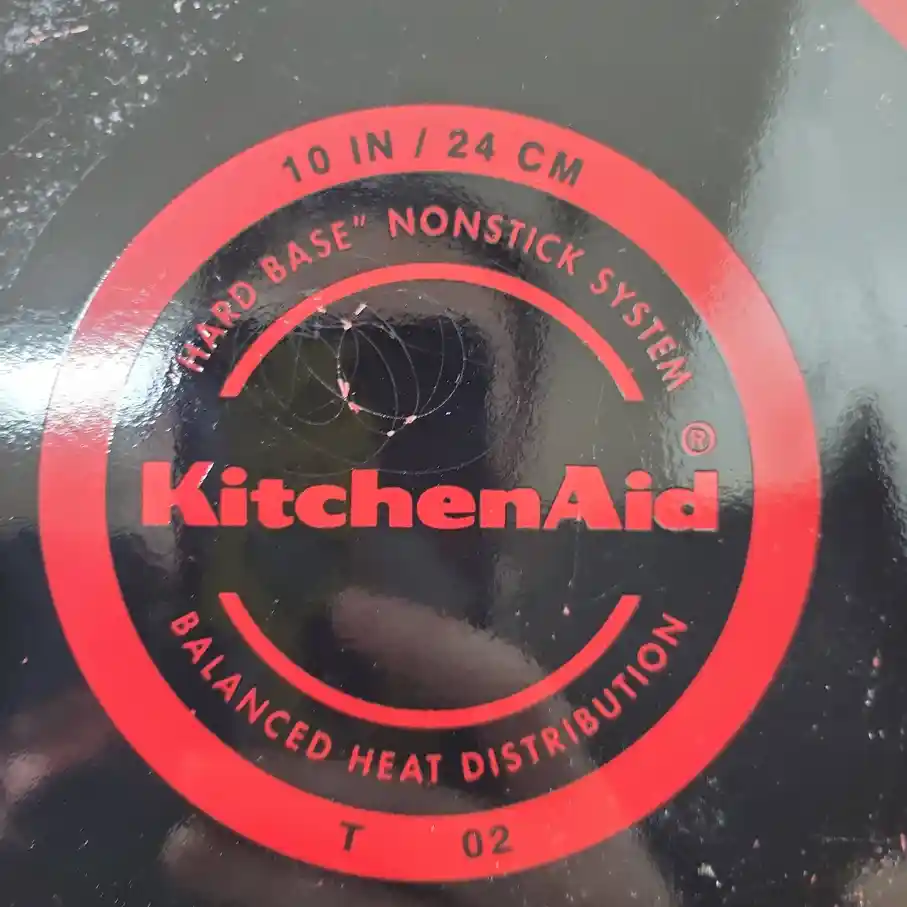 10 IN / 24 CM
HARD BASE" NONSTICK SYSTEM
KitchenAid®
BALANCED HEAT DISTRIBUTION
T 02